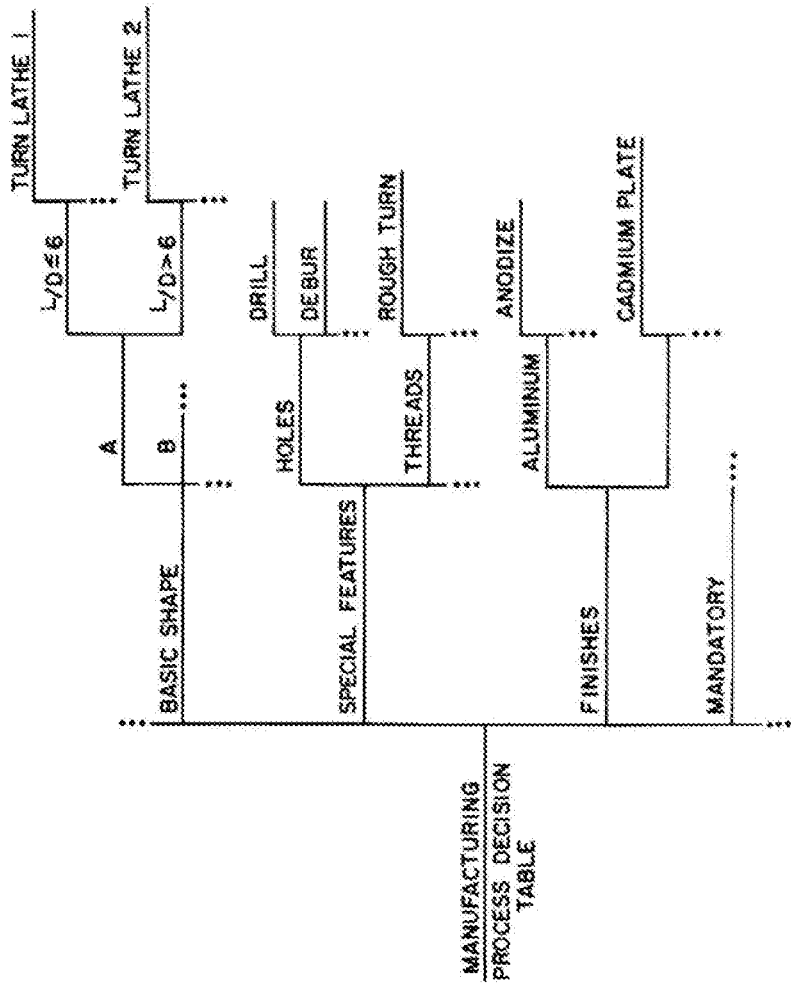 MANUFACTURING
PROCESS DECISION
TABLE
BASIC SHAPE
A
L/D≤6
TURN LATHE 1
L/D>6
TURN LATHE 2
B
SPECIAL FEATURES
HOLES
DRILL
DEBUR
THREADS
ROUGH TURN
FINISHES
ALUMINUM
ANODIZE
CADMIUM PLATE
MANDATORY